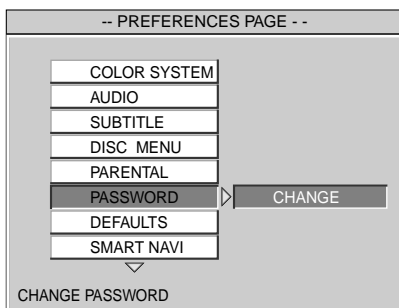 -- PREFERENCES PAGE - -
COLOR SYSTEM
AUDIO
SUBTITLE
DISC MENU
PARENTAL
PASSWORD CHANGE
DEFAULTS
SMART NAVI
CHANGE PASSWORD